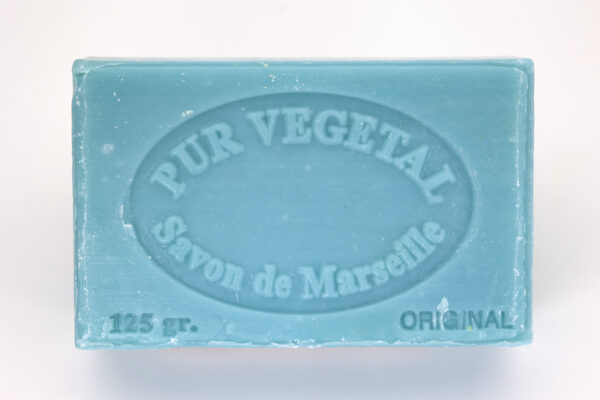 PUR VEGETAL
Savon de Marseille
125 gr.
ORIGINAL